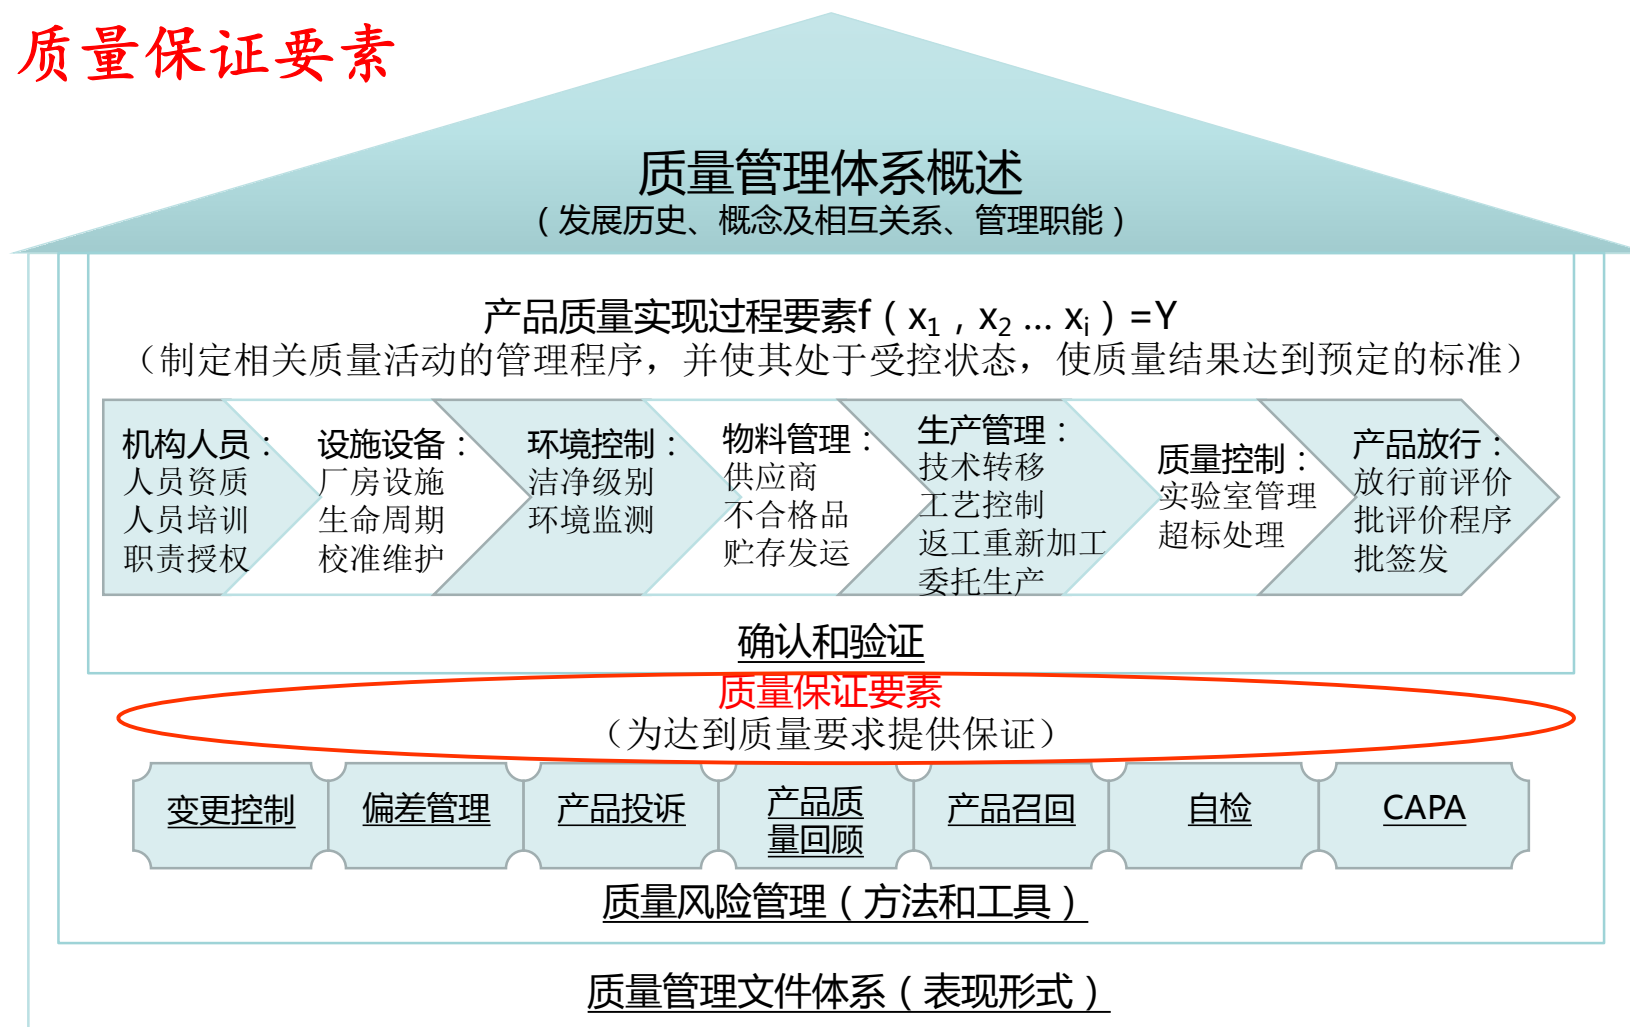 质量保证要素
质量管理体系概述
（发展历史、概念及相互关系、管理职能）
产品质量实现过程要素f（x₁，x₂ … xᵢ）=Y
（制定相关质量活动的管理程序，并使其处于受控状态，使质量结果达到预定的标准）
机构人员：
人员资质
人员培训
职责授权
设施设备：
厂房设施
生命周期
校准维护
环境控制：
洁净级别
环境监测
物料管理：
供应商
不合格品
贮存发运
生产管理：
技术转移
工艺控制
返工重新加工
委托生产
质量控制：
实验室管理
超标处理
产品放行：
放行前评价
批评价程序
批签发
确认和验证
质量保证要素
（为达到质量要求提供保证）
变更控制
偏差管理
产品投诉
产品质
量回顾
产品召回
自检
CAPA
质量风险管理（方法和工具）
质量管理文件体系（表现形式）